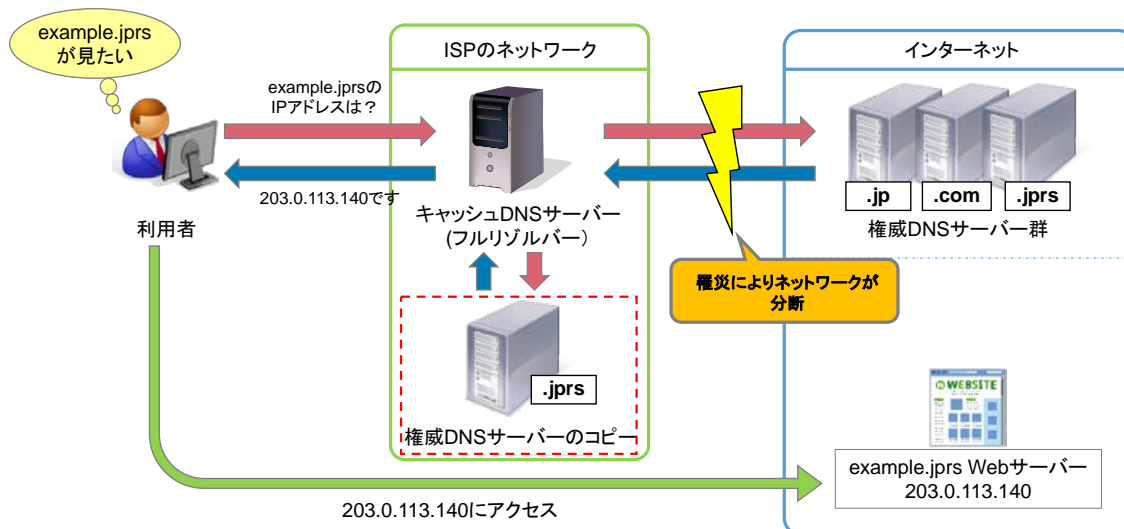 example.jprs
が見たい
ISPのネットワーク
インターネット
example.jprsの
IPアドレスは？
203.0.113.140です
利用者
キャッシュDNSサーバー
(フルリゾルバー）
.jp
.com
.jprs
権威DNSサーバー群
罹災によりネットワークが
分断
.jprs
権威DNSサーバーのコピー
WEBSITE
example.jprs Webサーバー
203.0.113.140
203.0.113.140にアクセス